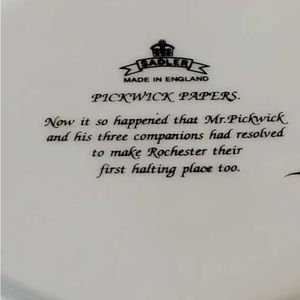 SADLER
MADE IN ENGLAND
PICKWICK PAPERS.
Now it so happened that Mr.Pickwick
and his three companions had resolved
to make Rochester their
first halting place too.